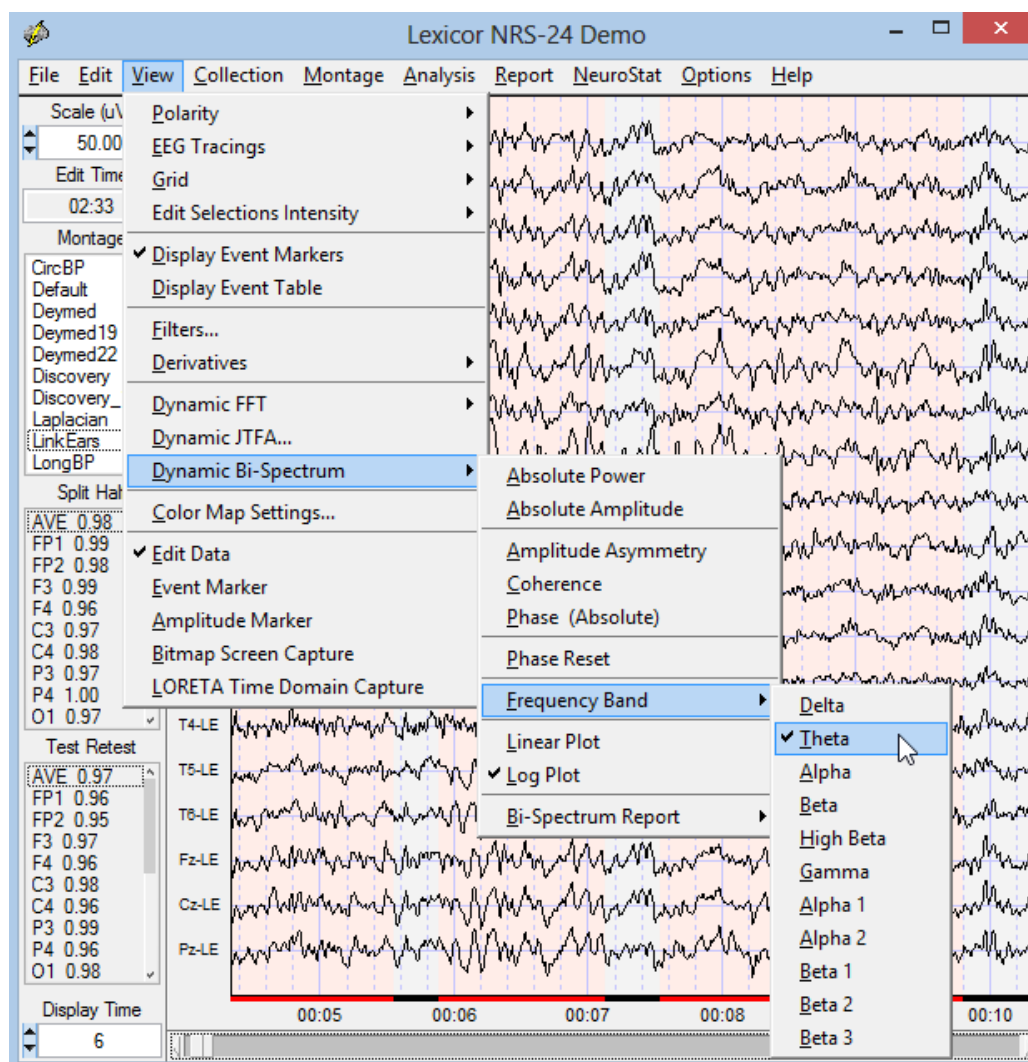 Lexicor NRS-24 Demo
File Edit View Collection Montage Analysis Report NeuroStat Options Help
Scale (uV
50.00
Edit Time
02:33
Montage
CircBP
Default
Deymed
Deymed19
Deymed22
Discovery
Discovery_
Laplacian
LinkEars
LongBP
Split Hal
AVE 0.98
FP1 0.99
FP2 0.98
F3 0.99
F4 0.96
C3 0.97
C4 0.98
P3 0.97
P4 1.00
O1 0.97
Test Retest
AVE 0.97
FP1 0.96
FP2 0.95
F3 0.97
F4 0.96
C3 0.98
C4 0.96
P3 0.99
P4 0.96
O1 0.98
Display Time
6
Polarity
EEG Tracings
Grid
Edit Selections Intensity
Display Event Markers
Display Event Table
Filters...
Derivatives
Dynamic FFT
Dynamic JTFA...
Dynamic Bi-Spectrum
Color Map Settings...
Edit Data
Event Marker
Amplitude Marker
Bitmap Screen Capture
LORETA Time Domain Capture
Absolute Power
Absolute Amplitude
Amplitude Asymmetry
Coherence
Phase (Absolute)
Phase Reset
Frequency Band
Linear Plot
Log Plot
Bi-Spectrum Report
Delta
Theta
Alpha
Beta
High Beta
Gamma
Alpha 1
Alpha 2
Beta 1
Beta 2
Beta 3
T4-LE
T5-LE
T6-LE
Fz-LE
Cz-LE
Pz-LE
00:05 00:06 00:07 00:08 00:10